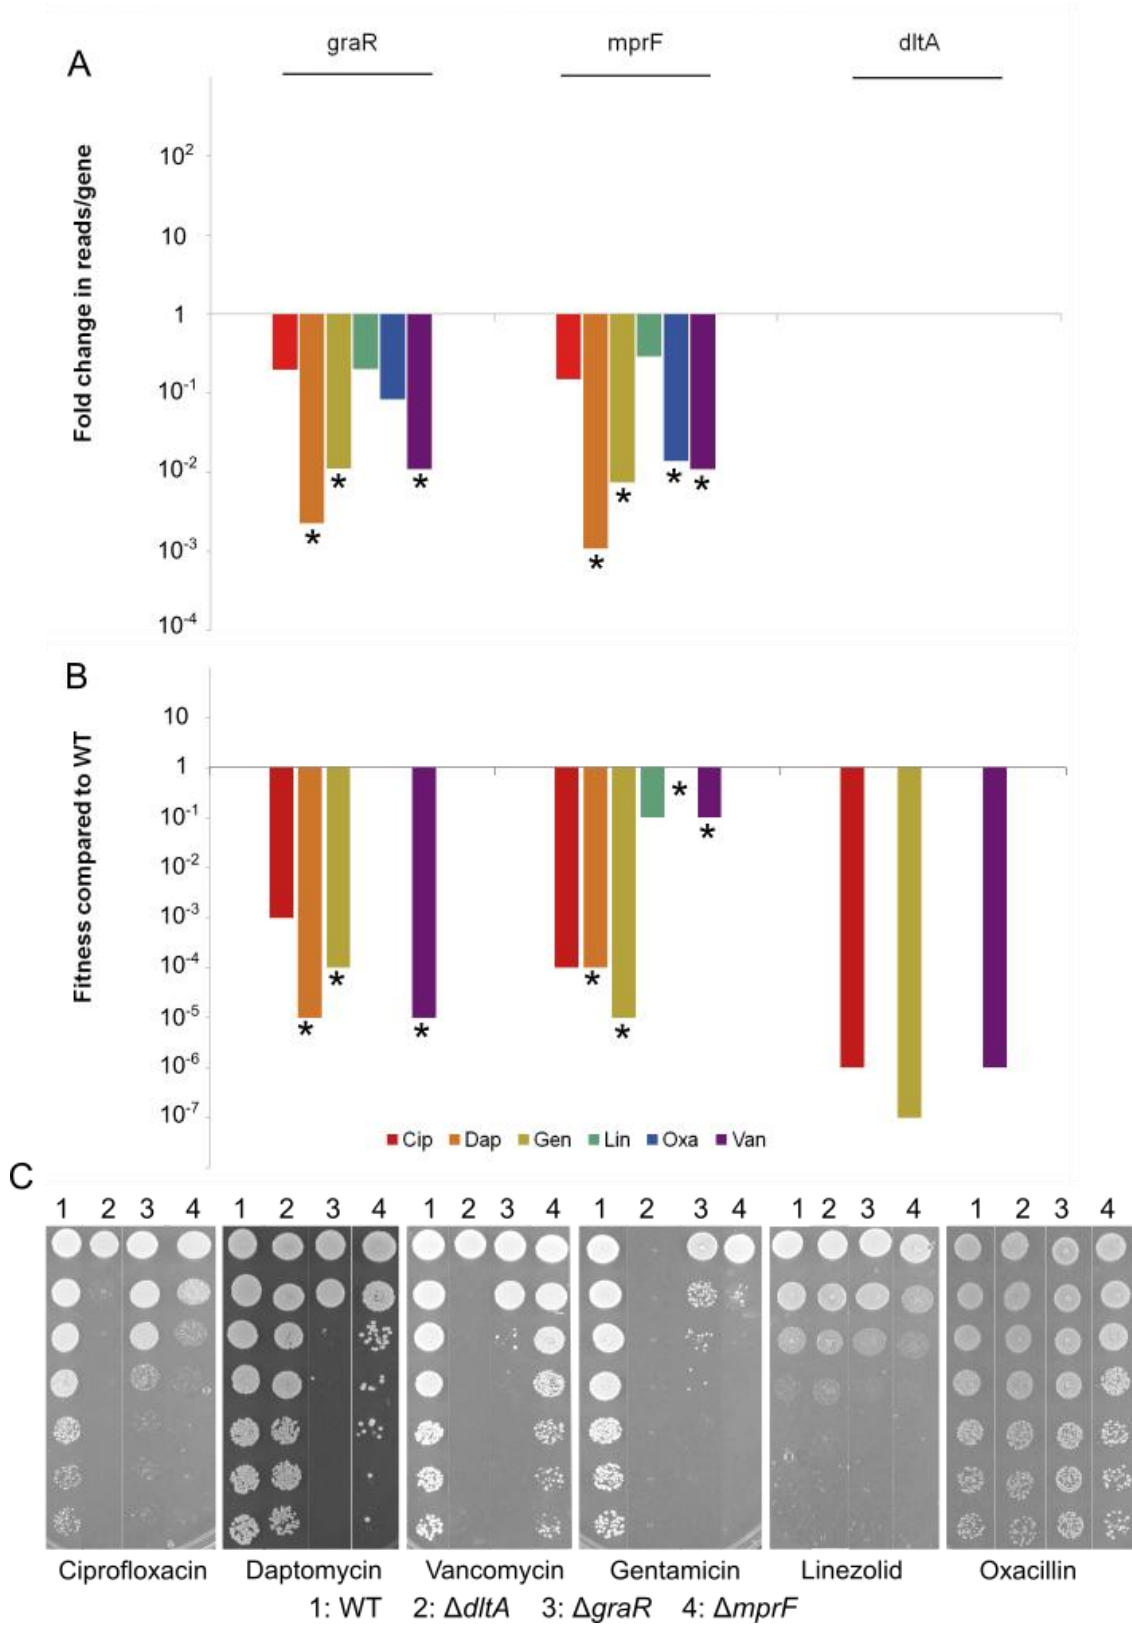 A
graR mprF dltA
Fold change in reads/gene
10²
10
1
10⁻¹
10⁻²
* *
* *
*
* *
10⁻³
10⁻⁴
B
Fitness compared to WT
10
1
10⁻¹
*
*
10⁻²
10⁻³
10⁻⁴
* *
10⁻⁵
* * *
10⁻⁶
10⁻⁷
Cip Dap Gen Lin Oxa Van
C
1 2 3 4 1 2 3 4 1 2 3 4 1 2 3 4 1 2 3 4 1 2 3 4
Ciprofloxacin Daptomycin Vancomycin Gentamicin Linezolid Oxacillin
1: WT 2: ΔdltA 3: ΔgraR 4: ΔmprF